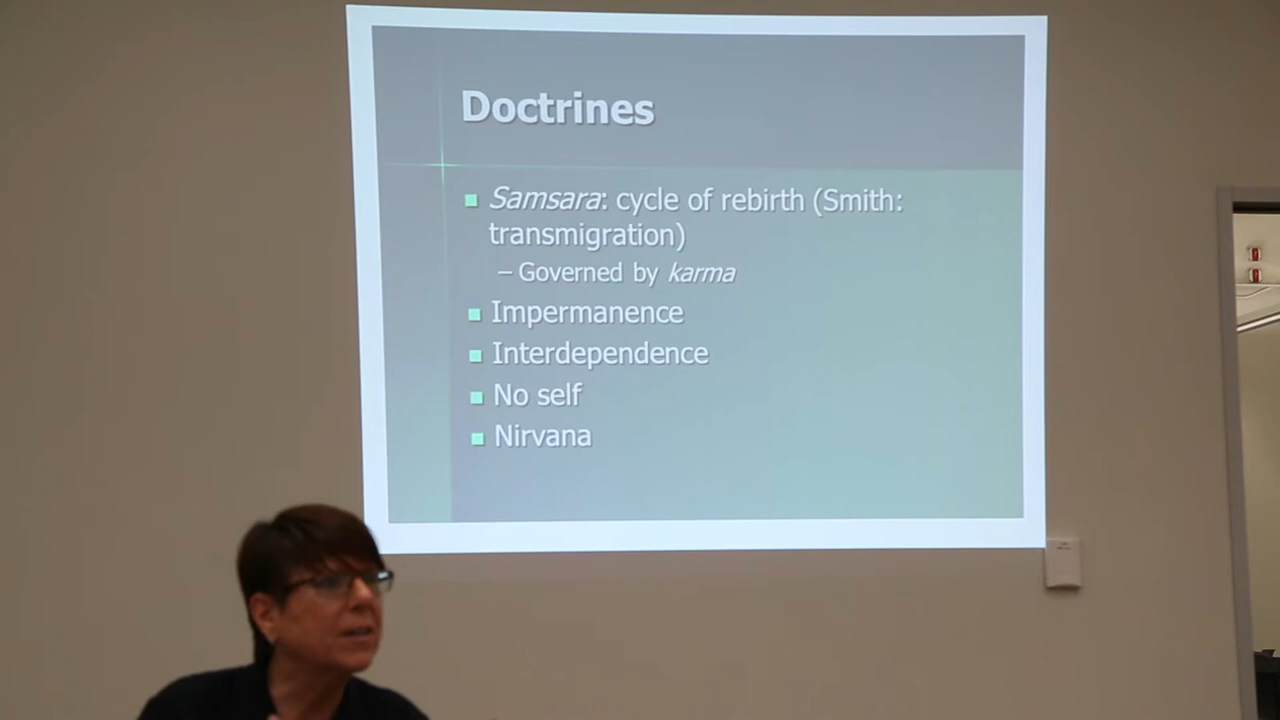 Doctrines
Samsara: cycle of rebirth (Smith:
transmigration)
– Governed by karma
Impermanence
Interdependence
No self
Nirvana